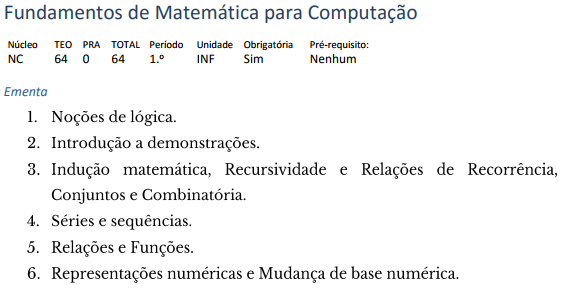 Fundamentos de Matemática para Computação
Núcleo TEO PRA TOTAL Período Unidade Obrigatória Pré-requisito:
NC 64 0 64 1.º INF Sim Nenhum
Ementa
1. Noções de lógica.
2. Introdução a demonstrações.
3. Indução matemática, Recursividade e Relações de Recorrência,
Conjuntos e Combinatória.
4. Séries e sequências.
5. Relações e Funções.
6. Representações numéricas e Mudança de base numérica.